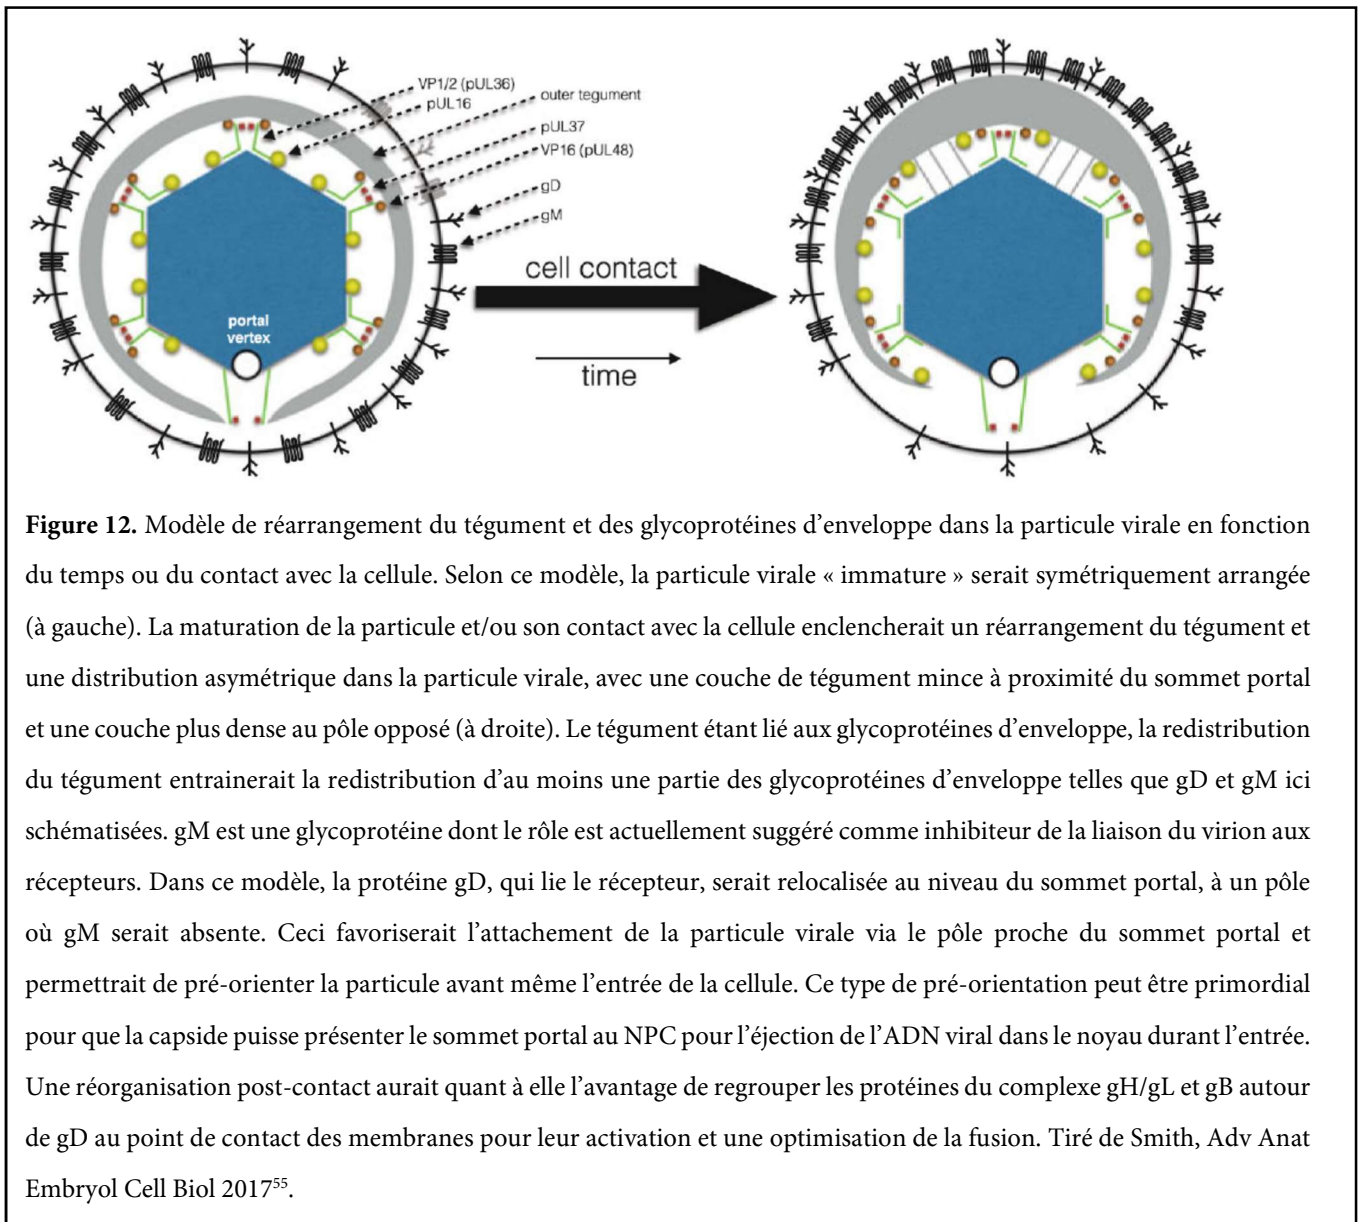 VP1/2 (pUL36)
pUL16
outer tegument
pUL37
VP16 (pUL48)
gD
gM
cell contact
time
portal
vertex
Figure 12. Modèle de réarrangement du tégument et des glycoprotéines d’enveloppe dans la particule virale en fonction
du temps ou du contact avec la cellule. Selon ce modèle, la particule virale « immature » serait symétriquement arrangée
(à gauche). La maturation de la particule et/ou son contact avec la cellule enclencherait un réarrangement du tégument et
une distribution asymétrique dans la particule virale, avec une couche de tégument mince à proximité du sommet portal
et une couche plus dense au pôle opposé (à droite). Le tégument étant lié aux glycoprotéines d’enveloppe, la redistribution
du tégument entrainerait la redistribution d’au moins une partie des glycoprotéines d’enveloppe telles que gD et gM ici
schématisées. gM est une glycoprotéine dont le rôle est actuellement suggéré comme inhibiteur de la liaison du virion aux
récepteurs. Dans ce modèle, la protéine gD, qui lie le récepteur, serait relocalisée au niveau du sommet portal, à un pôle
où gM serait absente. Ceci favoriserait l’attachement de la particule virale via le pôle proche du sommet portal et
permettrait de pré-orienter la particule avant même l’entrée de la cellule. Ce type de pré-orientation peut être primordial
pour que la capside puisse présenter le sommet portal au NPC pour l’éjection de l’ADN viral dans le noyau durant l’entrée.
Une réorganisation post-contact aurait quant à elle l’avantage de regrouper les protéines du complexe gH/gL et gB autour
de gD au point de contact des membranes pour leur activation et une optimisation de la fusion. Tiré de Smith, Adv Anat
Embryol Cell Biol 2017⁵⁵.